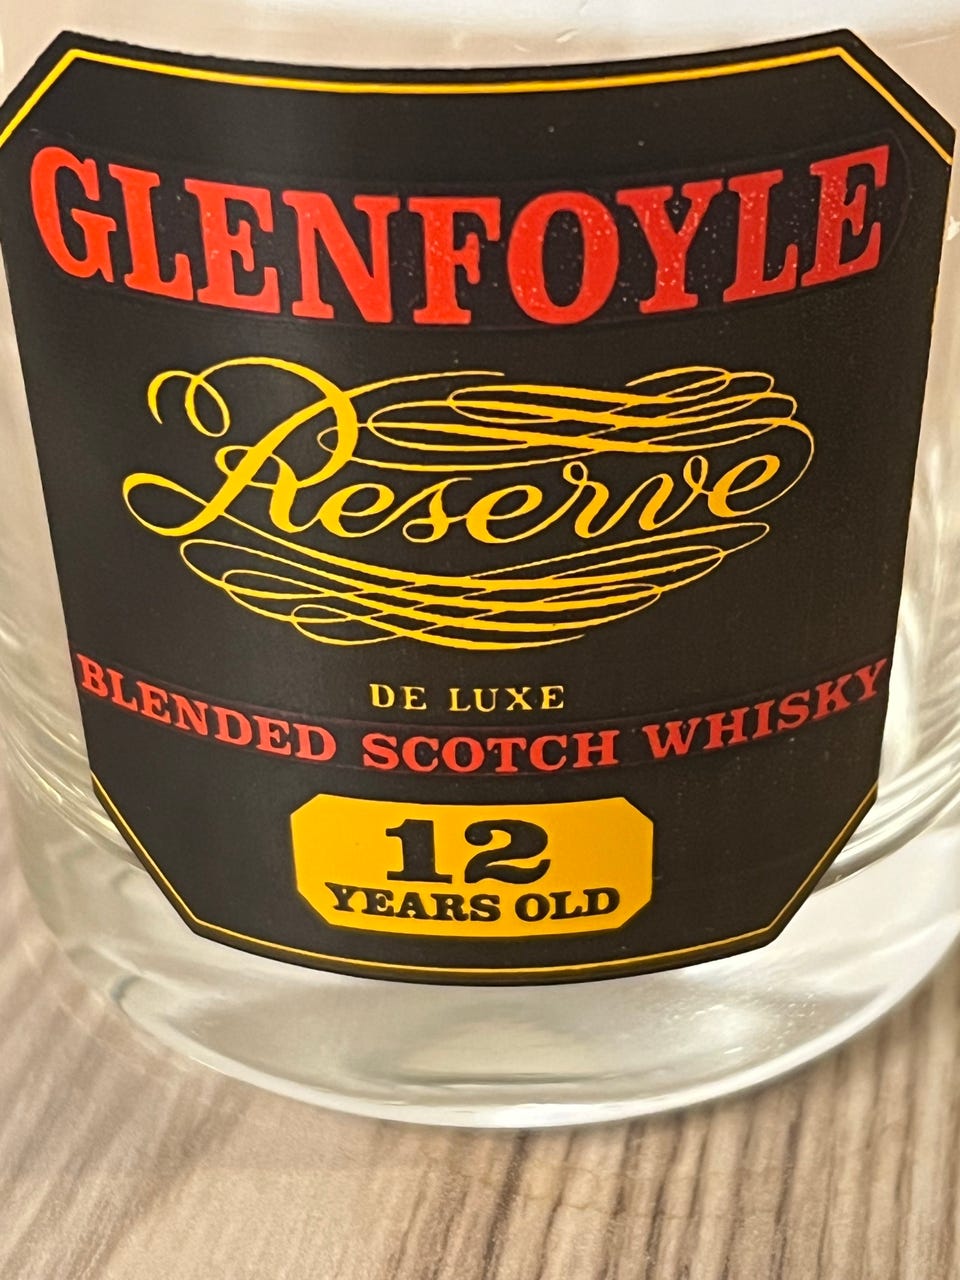 GLENFOYLE
Reserve
DE LUXE
BLENDED SCOTCH WHISKY
12
YEARS OLD